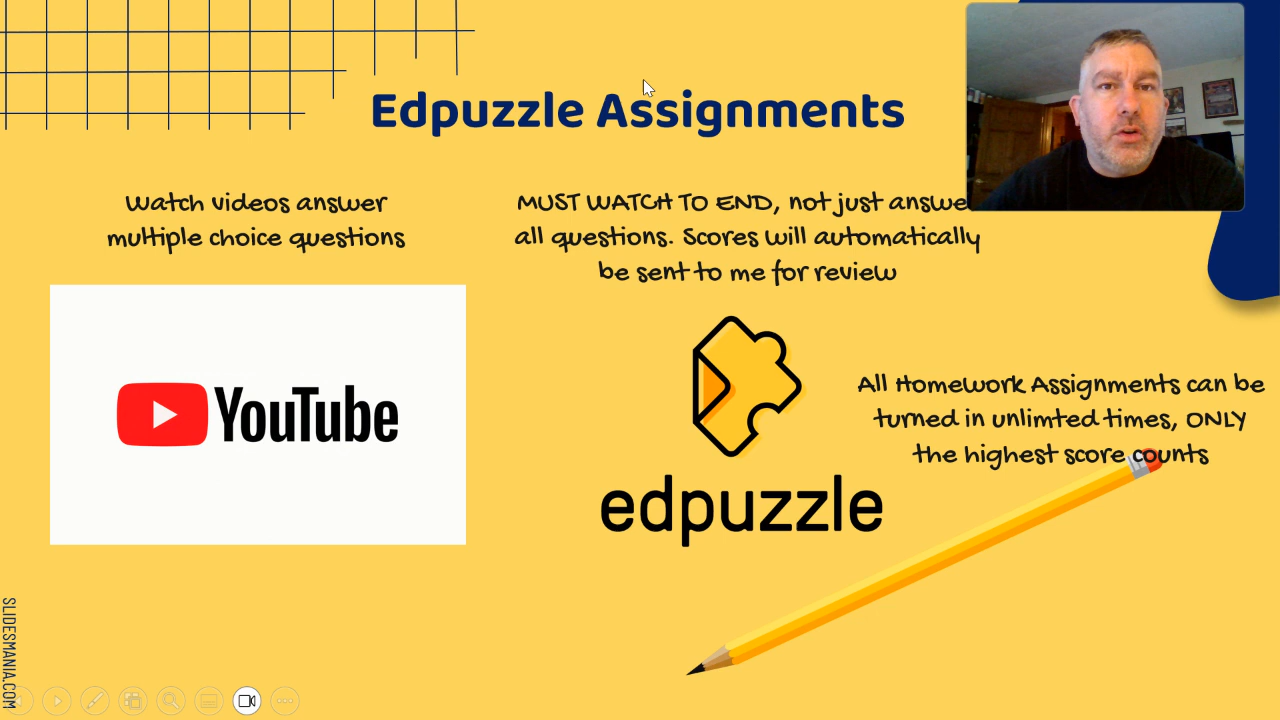 Edpuzzle Assignments
Watch videos answer
multiple choice questions
MUST WATCH TO END, not just answe
all questions. Scores will automatically
be sent to me for review
YouTube
edpuzzle
All Homework Assignments can be
turned in unlimted times, ONLY
the highest score counts
SLIDESMANIA.COM